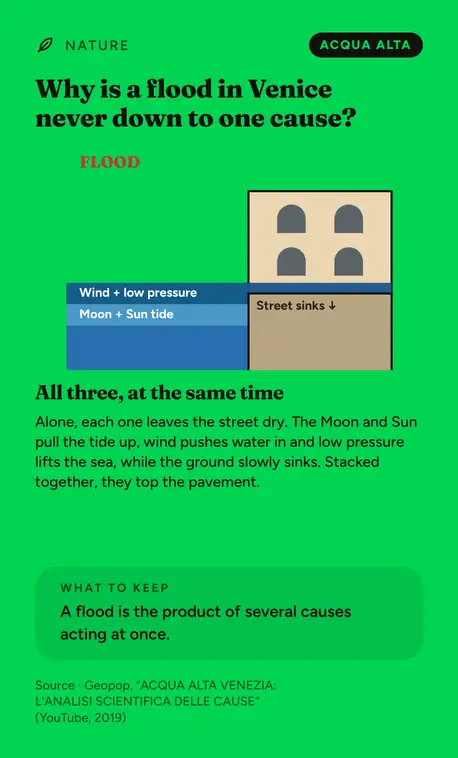 NATURE
ACQUA ALTA
Why is a flood in Venice
never down to one cause?
FLOOD
Wind + low pressure
Street sinks ↓
Moon + Sun tide
All three, at the same time
Alone, each one leaves the street dry. The Moon and Sun
pull the tide up, wind pushes water in and low pressure
lifts the sea, while the ground slowly sinks. Stacked
together, they top the pavement.
WHAT TO KEEP
A flood is the product of several causes
acting at once.
Source · Geopop, “ACQUA ALTA VENEZIA:
L'ANALISI SCIENTIFICA DELLE CAUSE”
(YouTube, 2019)